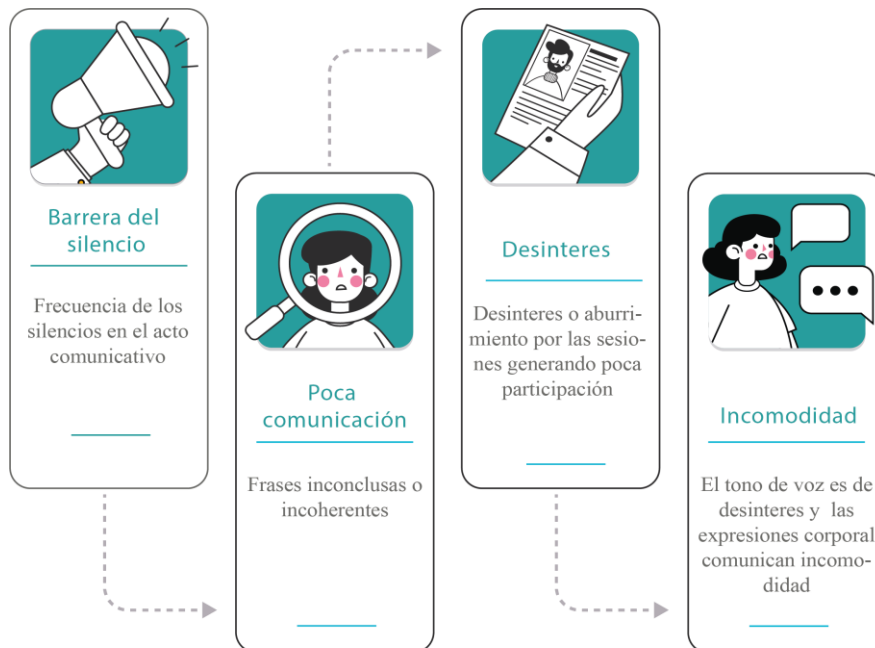 Barrera del
silencio
Frecuencia de los
silencios en el acto
comunicativo
Poca
comunicación
Frases inconclusas o
incoherentes
Desinteres
Desinteres o aburri-
miento por las sesio-
nes generando poca
participación
Incomodidad
El tono de voz es de
desinteres y las
expresiones corporal
comunican incomo-
didad